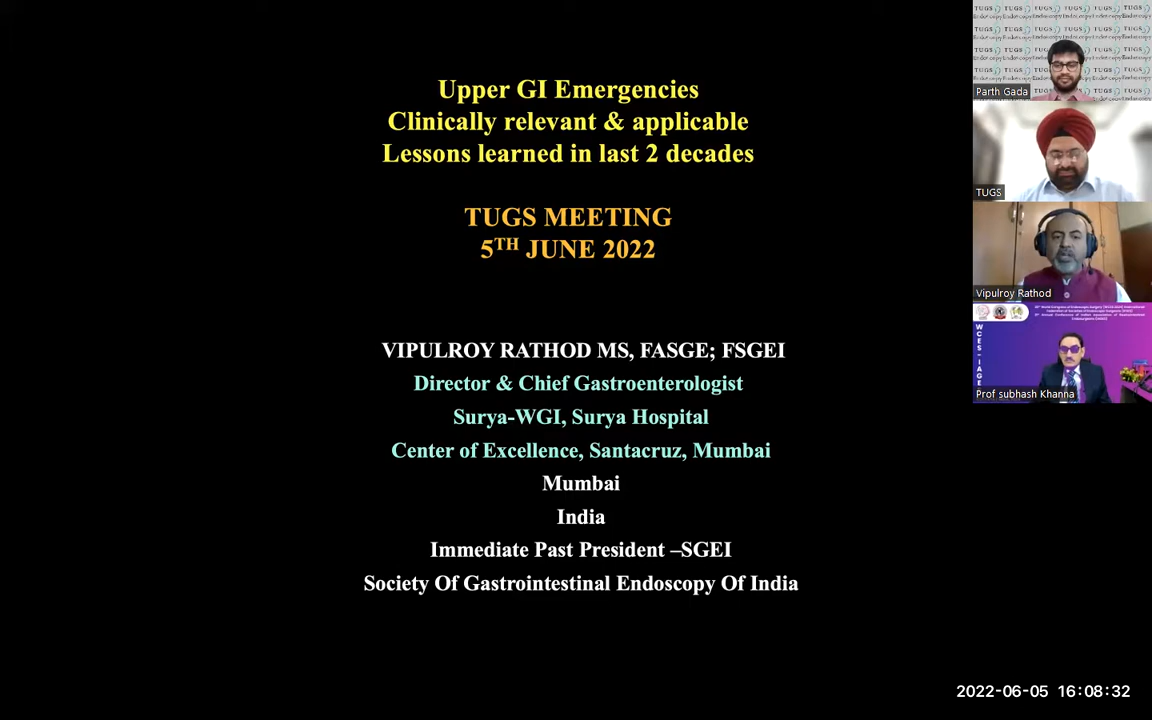 Upper GI Emergencies
Clinically relevant & applicable
Lessons learned in last 2 decades
TUGS MEETING
5TH JUNE 2022
VIPULROY RATHOD MS, FASGE; FSGEI
Director & Chief Gastroenterologist
Surya-WGI, Surya Hospital
Center of Excellence, Santacruz, Mumbai
Mumbai
India
Immediate Past President –SGEI
Society Of Gastrointestinal Endoscopy Of India
Parth Gada
TUGS
Vipulroy Rathod
WCES-IAGE
Prof subhash Khanna
2022-06-05 16:08:32